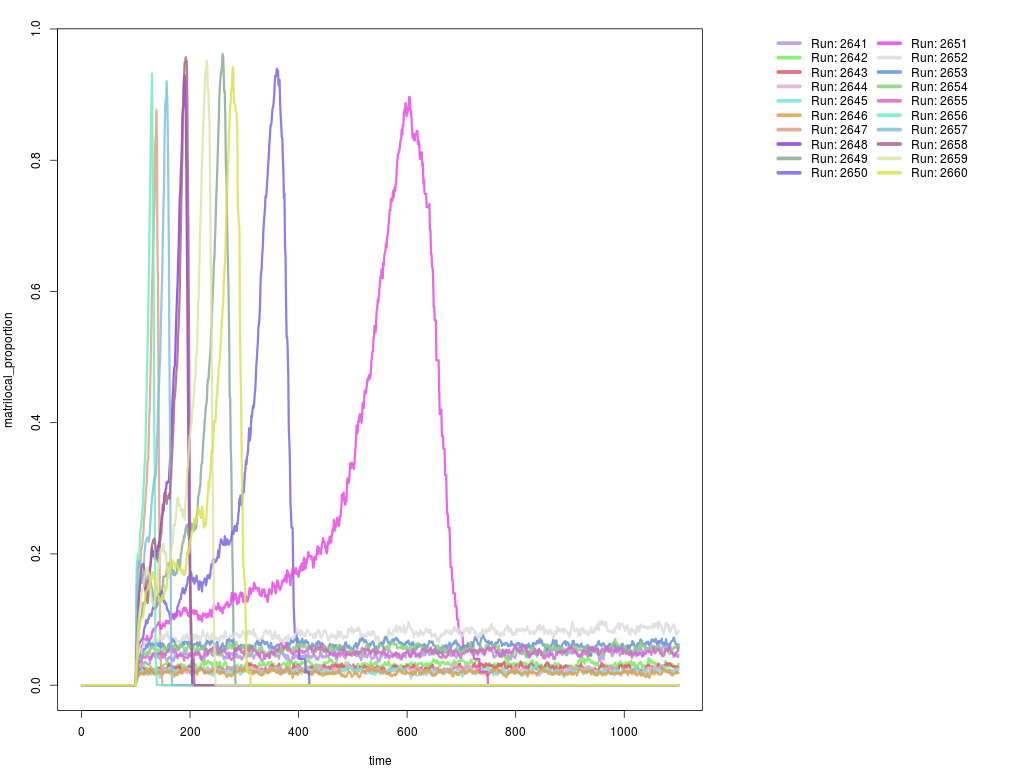 1.0
0.8
0.6
0.4
0.2
0.0
matrilocal_proportion
0 200 400 600 800 1000
time
Run: 2641 Run: 2651
Run: 2642 Run: 2652
Run: 2643 Run: 2653
Run: 2644 Run: 2654
Run: 2645 Run: 2655
Run: 2646 Run: 2656
Run: 2647 Run: 2657
Run: 2648 Run: 2658
Run: 2649 Run: 2659
Run: 2650 Run: 2660